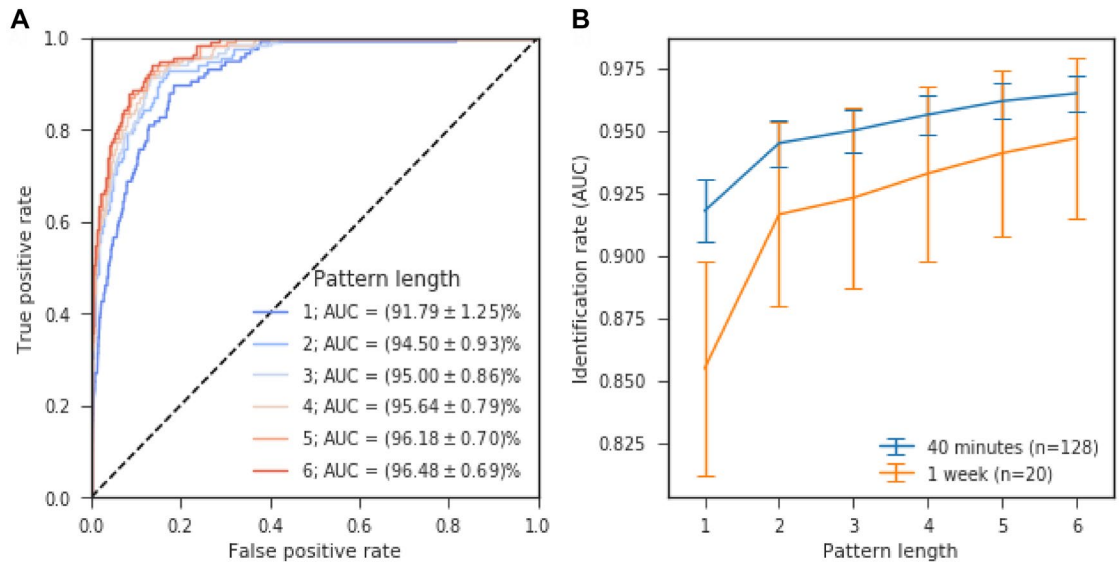 A
True positive rate
1.0
0.8
0.6
0.4
0.2
0.0
Pattern length
1; AUC = (91.79 ± 1.25)%
2; AUC = (94.50 ± 0.93)%
3; AUC = (95.00 ± 0.86)%
4; AUC = (95.64 ± 0.79)%
5; AUC = (96.18 ± 0.70)%
6; AUC = (96.48 ± 0.69)%
0.0 0.2 0.4 0.6 0.8 1.0
False positive rate
B
Identification rate (AUC)
0.975
0.950
0.925
0.900
0.875
0.850
0.825
40 minutes (n=128)
1 week (n=20)
1 2 3 4 5 6
Pattern length